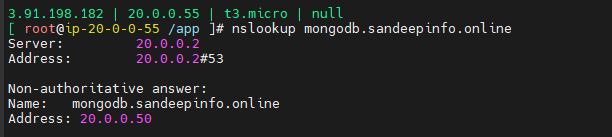 3.91.198.182 | 20.0.0.55 | t3.micro | null
[ root@ip-20-0-0-55 /app ]# nslookup mongodb.sandeepinfo.online
Server:         20.0.0.2
Address:        20.0.0.2#53

Non-authoritative answer:
Name:   mongodb.sandeepinfo.online
Address: 20.0.0.50